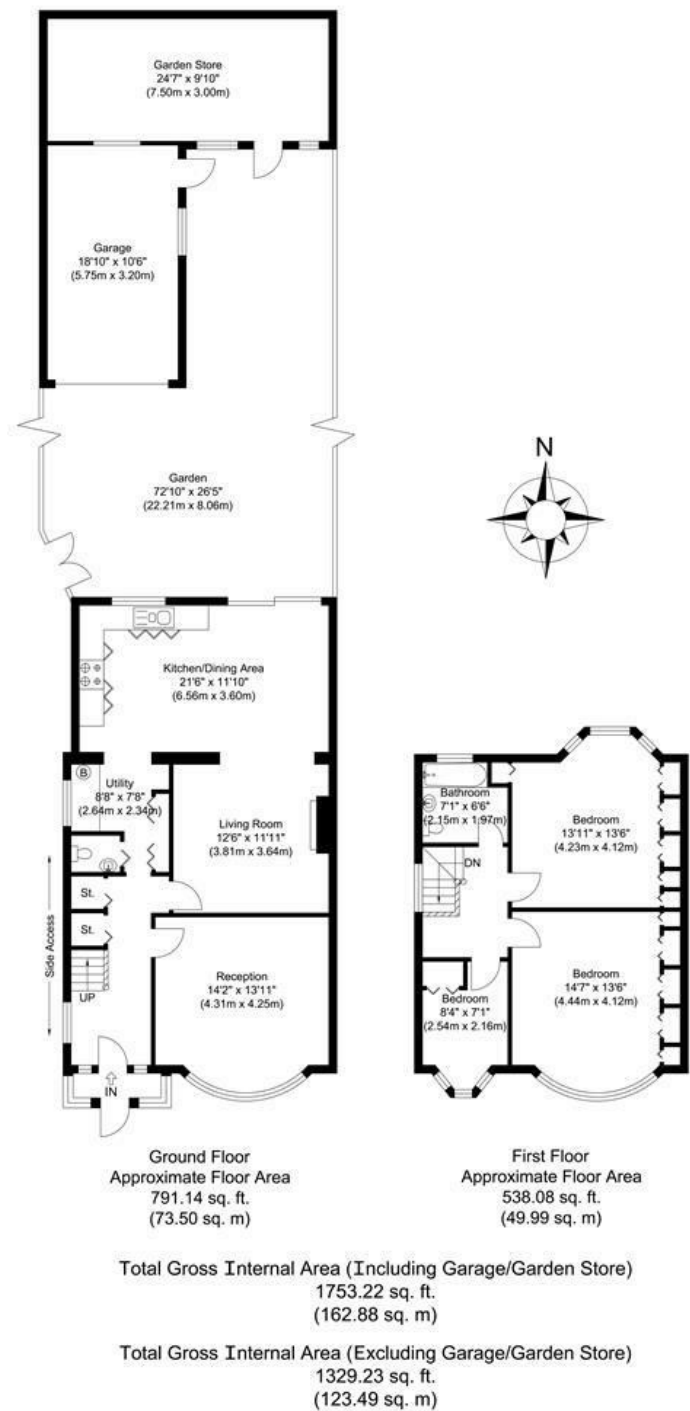 Garden Store
24'7" x 9'10"
(7.50m x 3.00m)
Garage
18'10" x 10'6"
(5.75m x 3.20m)
N
Garden
72'10" x 26'5"
(22.21m x 8.06m)
Kitchen/Dining Area
21'6" x 11'10"
(6.56m x 3.60m)
B
Utility
8'8" x 7'8"
(2.64m x 2.34m)
Living Room
12'6" x 11'11"
(3.81m x 3.64m)
St.
St.
Side Access
UP
Reception
14'2" x 13'11"
(4.31m x 4.25m)
IN
Bathroom
7'1" x 6'6"
(2.15m x 1.97m)
Bedroom
13'11" x 13'6"
(4.23m x 4.12m)
DN
Bedroom
14'7" x 13'6"
(4.44m x 4.12m)
Bedroom
8'4" x 7'1"
(2.54m x 2.16m)
Ground Floor
Approximate Floor Area
791.14 sq. ft.
(73.50 sq. m)
First Floor
Approximate Floor Area
538.08 sq. ft.
(49.99 sq. m)
Total Gross Internal Area (Including Garage/Garden Store)
1753.22 sq. ft.
(162.88 sq. m)
Total Gross Internal Area (Excluding Garage/Garden Store)
1329.23 sq. ft.
(123.49 sq. m)